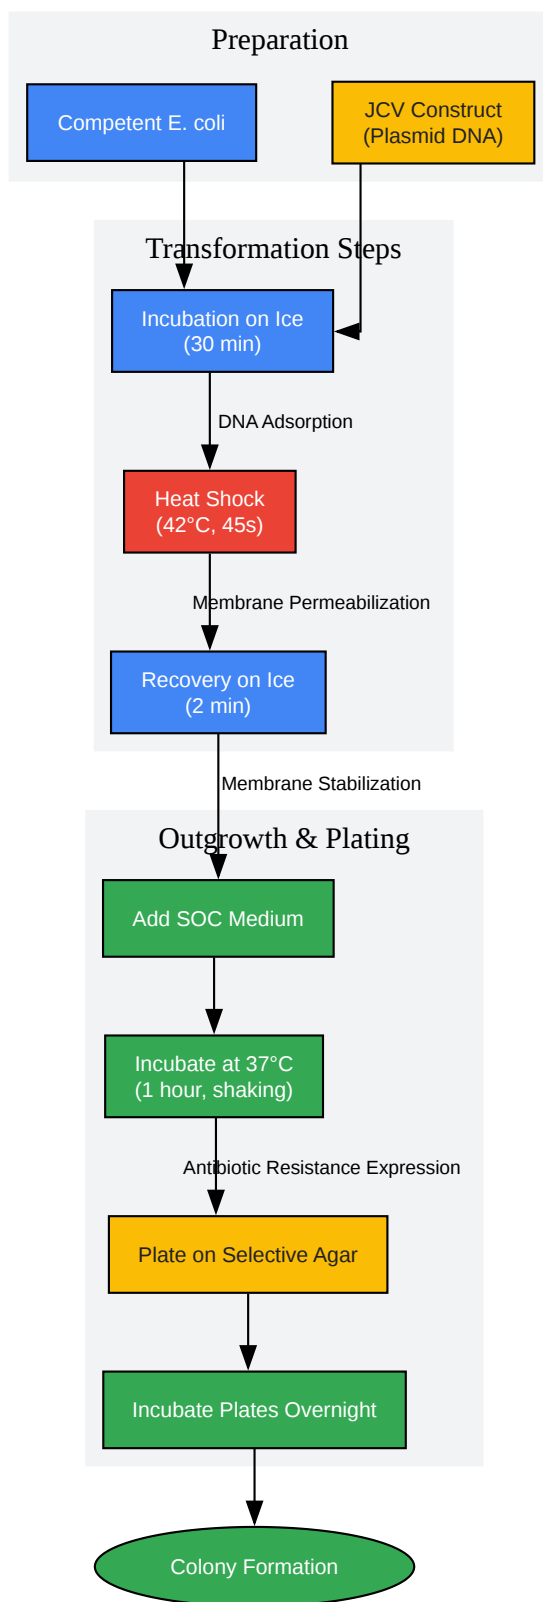 Preparation
Competent E. coli
JCV Construct
(Plasmid DNA)
Transformation Steps
Incubation on Ice
(30 min)
DNA Adsorption
Heat Shock
(42°C, 45s)
Membrane Permeabilization
Recovery on Ice
(2 min)
Membrane Stabilization
Outgrowth & Plating
Add SOC Medium
Incubate at 37°C
(1 hour, shaking)
Antibiotic Resistance Expression
Plate on Selective Agar
Incubate Plates Overnight
Colony Formation